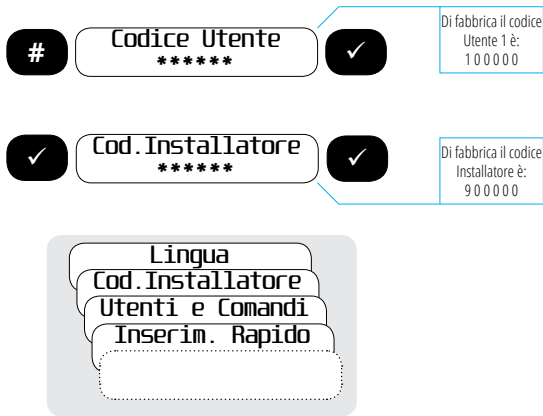 #
Codice Utente
******
✓
Di fabbrica il codice
Utente 1 è:
100000
✓
Cod.Installatore
******
✓
Di fabbrica il codice
Installatore è:
900000
Lingua
Cod.Installatore
Utenti e Comandi
Inserim. Rapido